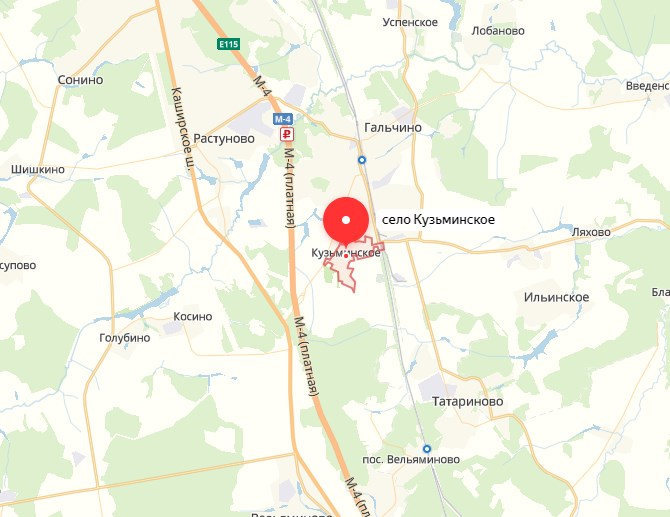 Успенское
Лобаново
E115
Сонино
М-4
Введенс
Каширское ш.
М-4
Гальчино
Растуново
₽
М-4 (платная)
Шишкино
село Кузьминское
Ляхово
Кузьминское
супово
Бла
Ильинское
Косино
М-4 (платная)
Голубино
Татариново
пос. Вельяминово
М-4 (п